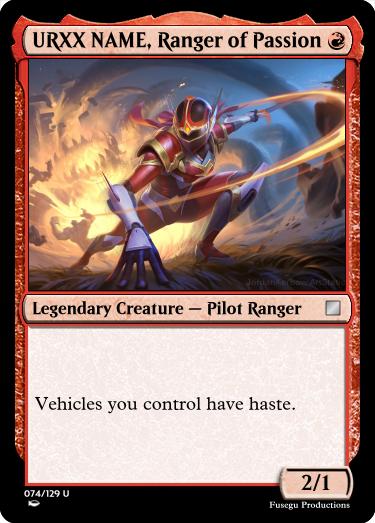 URXX NAME, Ranger of Passion
Legendary Creature — Pilot Ranger
Vehicles you control have haste.
2/1
074/129 U
Fusegu Productions